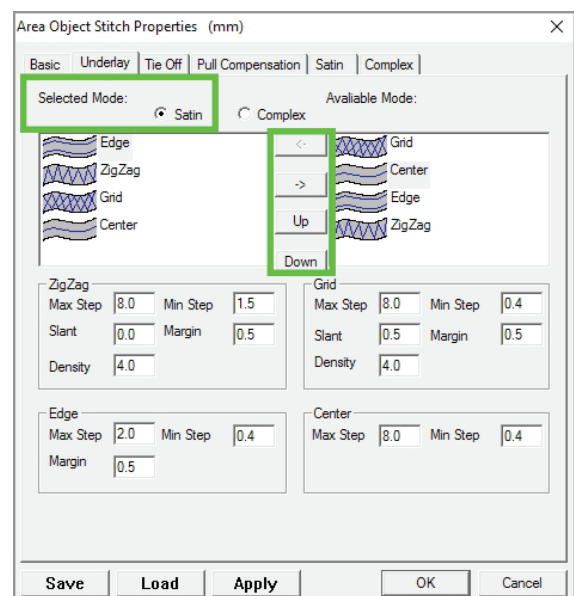 Area Object Stitch Properties (mm)
Basic Underlay Tie Off Pull Compensation Satin Complex
Selected Mode: Avaliable Mode:
Satin Complex
Edge <- Grid
ZigZag -> Center
Grid Up Edge
Center Down ZigZag
ZigZag Grid
Max Step 8.0 Min Step 1.5 Max Step 8.0 Min Step 0.4
Slant 0.0 Margin 0.5 Slant 0.5 Margin 0.5
Density 4.0 Density 4.0
Edge Center
Max Step 2.0 Min Step 0.4 Max Step 8.0 Min Step 0.4
Margin 0.5
Save Load Apply OK Cancel